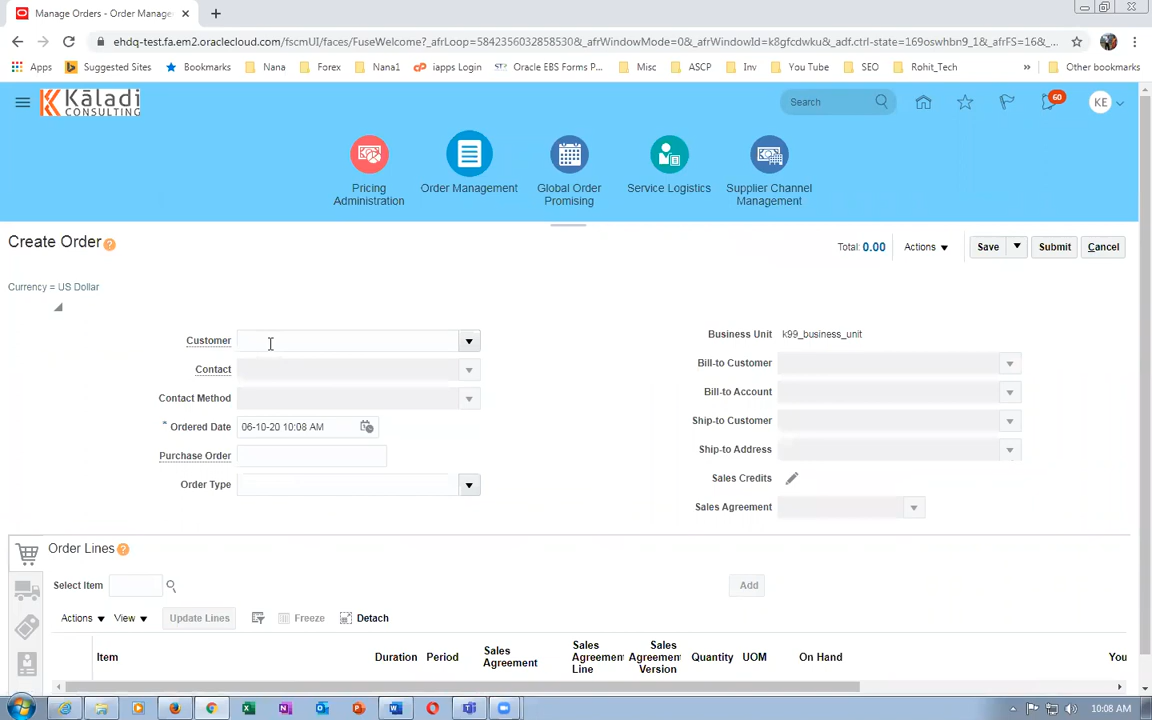 Manage Orders - Order Manage
ehdq-test.fa.em2.oraclecloud.com/fscmUI/faces/FuseWelcome?_afrLoop=58423560328558530&_afrWindowMode=0&_afrWindowId=k8gfcdwku&_adf.ctrl-state=169oswhbn9_1&_afrFS=16&_...
Apps Suggested Sites Bookmarks Nana Forex Nana1 iapps Login Oracle EBS Forms P... Misc ASCP Inv You Tube SEO Rohit_Tech » Other bookmarks
Kāladi
CONSULTING
Search
60
KE
Pricing Administration
Order Management
Global Order Promising
Service Logistics
Supplier Channel Management
Create Order ?
Total: 0.00 Actions Save Submit Cancel
Currency = US Dollar
Customer
Contact
Contact Method
* Ordered Date 06-10-20 10:08 AM
Purchase Order
Order Type
Business Unit k99_business_unit
Bill-to Customer
Bill-to Account
Ship-to Customer
Ship-to Address
Sales Credits
Sales Agreement
Order Lines ?
Select Item Add
Actions View Update Lines Freeze Detach
Item Duration Period Sales Agreement Sales Agreement Line Sales Agreement Version Quantity UOM On Hand You
10:08 AM